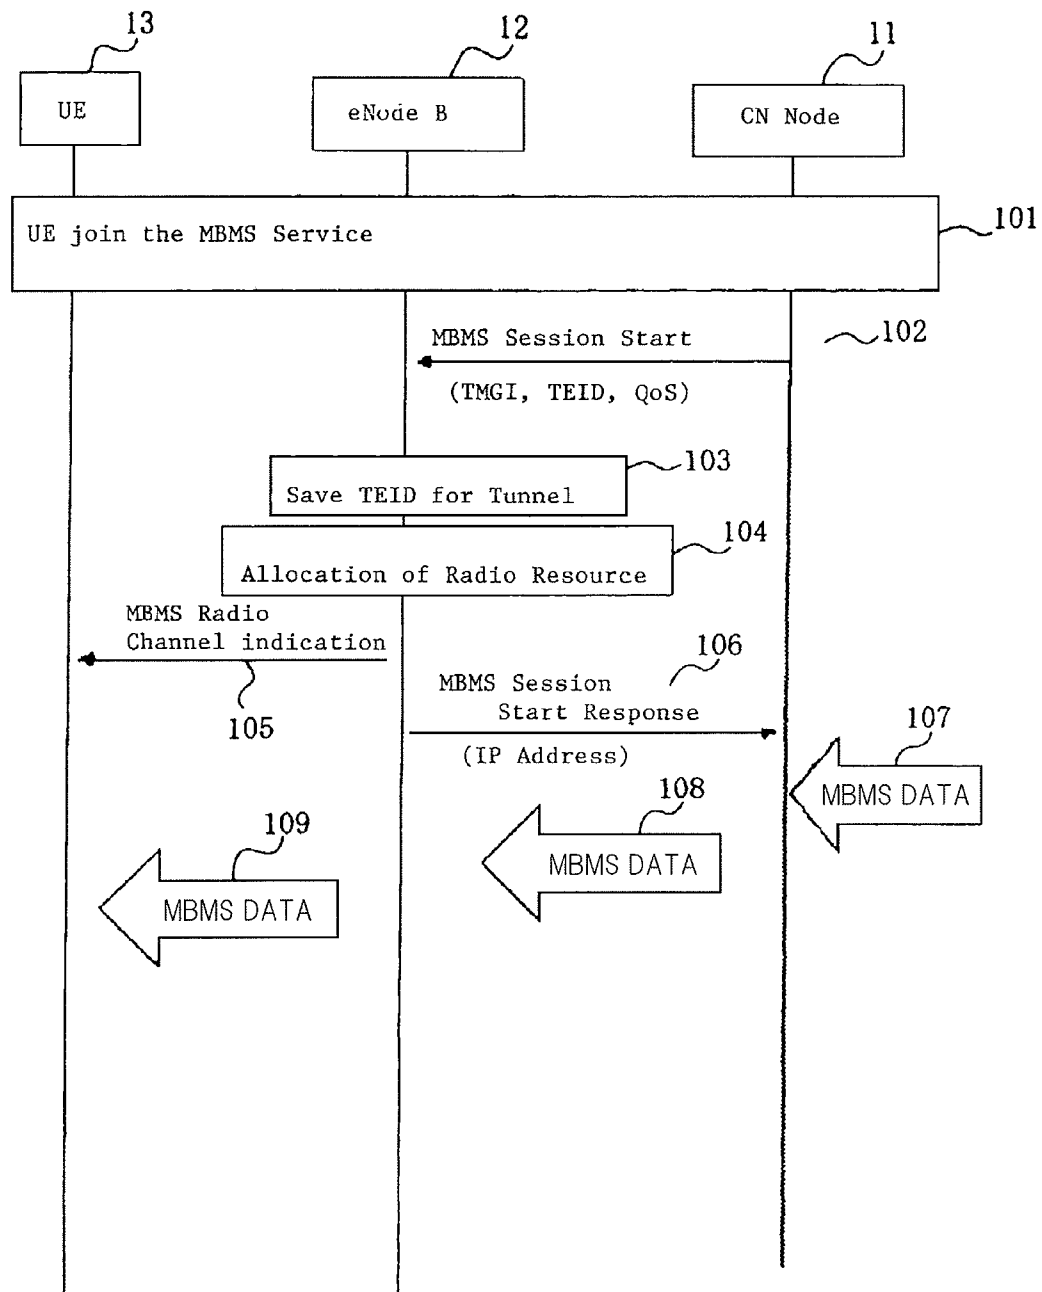 13
12
11
UE
eNode B
CN Node
UE join the MBMS Service
101
MBMS Session Start
102
(TMGI, TEID, QoS)
103
Save TEID for Tunnel
104
Allocation of Radio Resource
MBMS Radio
Channel indication
105
106
MBMS Session
Start Response
(IP Address)
107
MBMS DATA
108
MBMS DATA
109
MBMS DATA